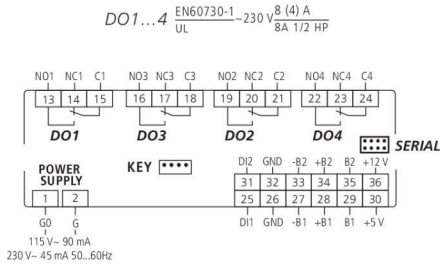 DO1...4 EN60730-1 ~230 V 8 (4) A
UL 8A 1/2 HP
NO1 NC1 C1 NO3 NC3 C3 NO2 NC2 C2 NO4 NC4 C4
13 14 15 16 17 18 19 20 21 22 23 24
DO1 DO3 DO2 DO4
SERIAL
POWER SUPPLY
KEY
DI2 GND -B2 +B2 B2 +12 V
31 32 33 34 35 36
1 2 25 26 27 28 29 30
G0 G DI1 GND -B1 +B1 B1 +5 V
115 V~ 90 mA
230 V~ 45 mA 50...60Hz